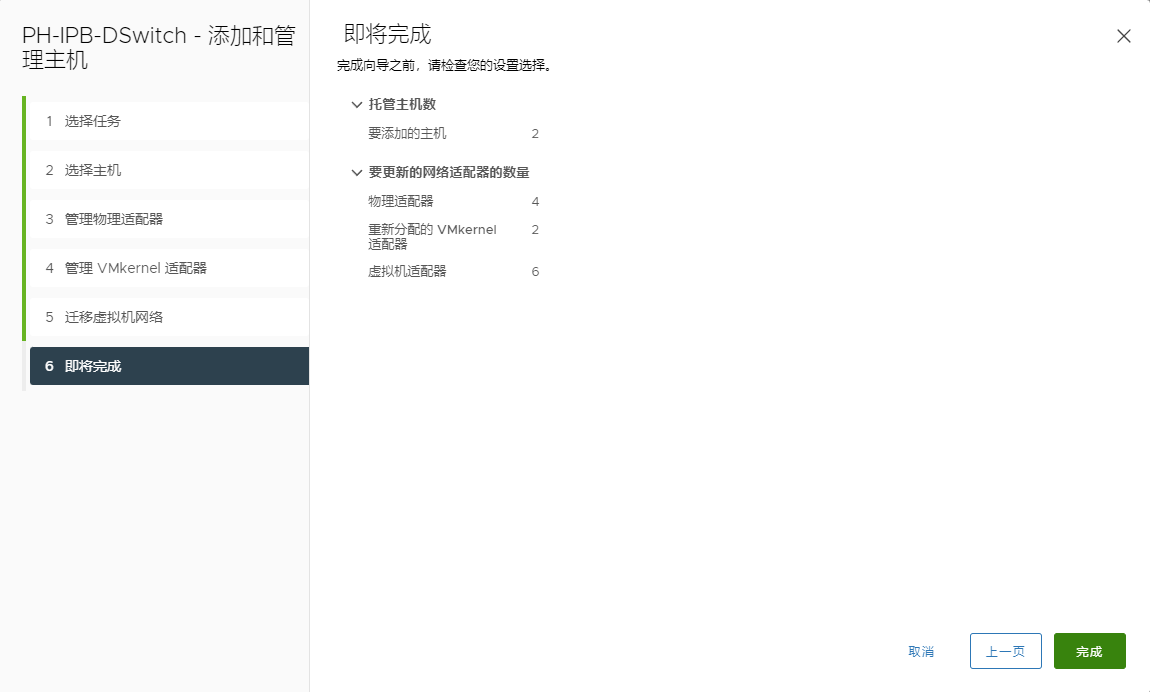 PH-IPB-DSwitch - 添加和管
理主机
1 选择任务
2 选择主机
3 管理物理适配器
4 管理 VMkernel 适配器
5 迁移虚拟机网络
6 即将完成
即将完成
完成向导之前，请检查您的设置选择。
托管主机数
要添加的主机 2
要更新的网络适配器的数量
物理适配器 4
重新分配的 VMkernel 2
适配器
虚拟机适配器 6
取消
上一页
完成